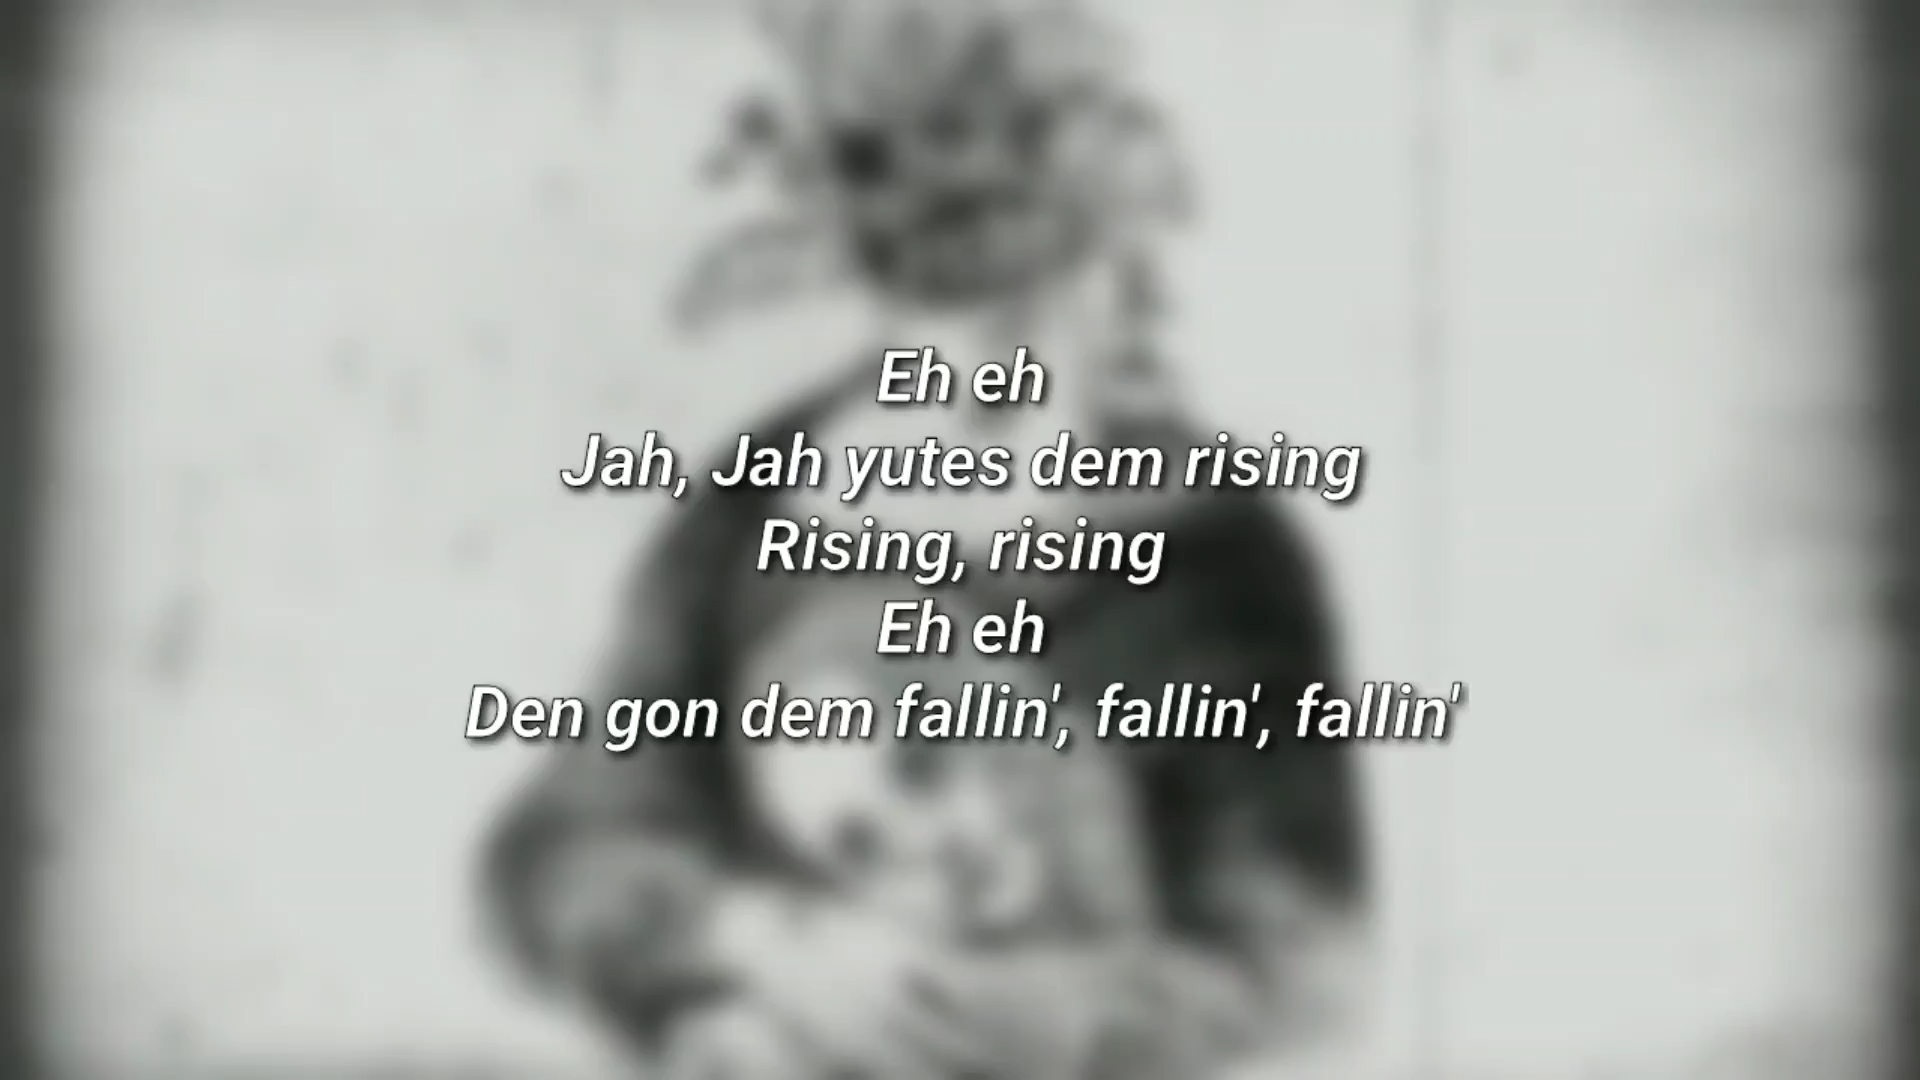 Eh eh
Jah, Jah yutes dem rising
Rising, rising
Eh eh
Den gon dem fallin', fallin', fallin'